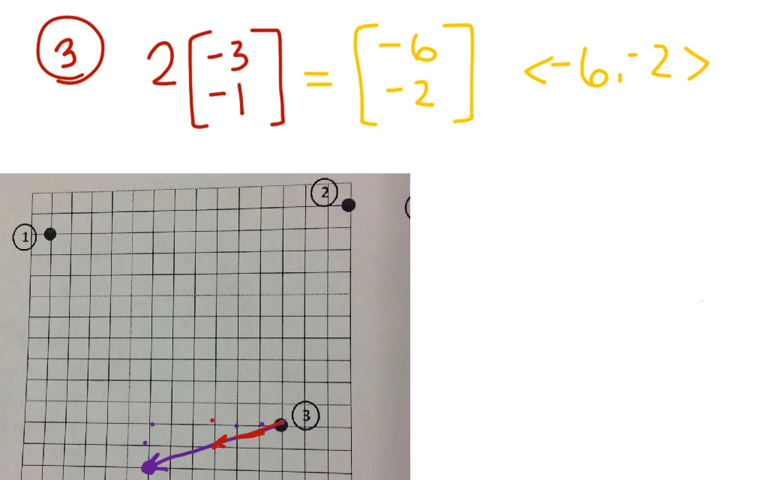 3
2[-3 -1] = [-6 -2] <-6,-2>
2
1
3